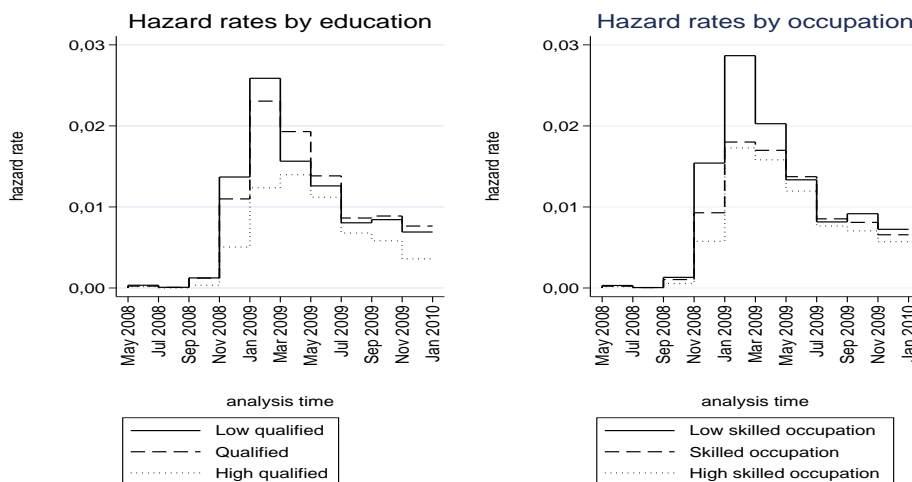 Hazard rates by education
0,03
0,02
0,01
0,00
hazard rate
May 2008
Jul 2008
Sep 2008
Nov 2008
Jan 2009
Mar 2009
May 2009
Jul 2009
Sep 2009
Nov 2009
Jan 2010
analysis time
Low qualified
Qualified
High qualified
Hazard rates by occupation
0,03
0,02
0,01
0,00
hazard rate
May 2008
Jul 2008
Sep 2008
Nov 2008
Jan 2009
Mar 2009
May 2009
Jul 2009
Sep 2009
Nov 2009
Jan 2010
analysis time
Low skilled occupation
Skilled occupation
High skilled occupation